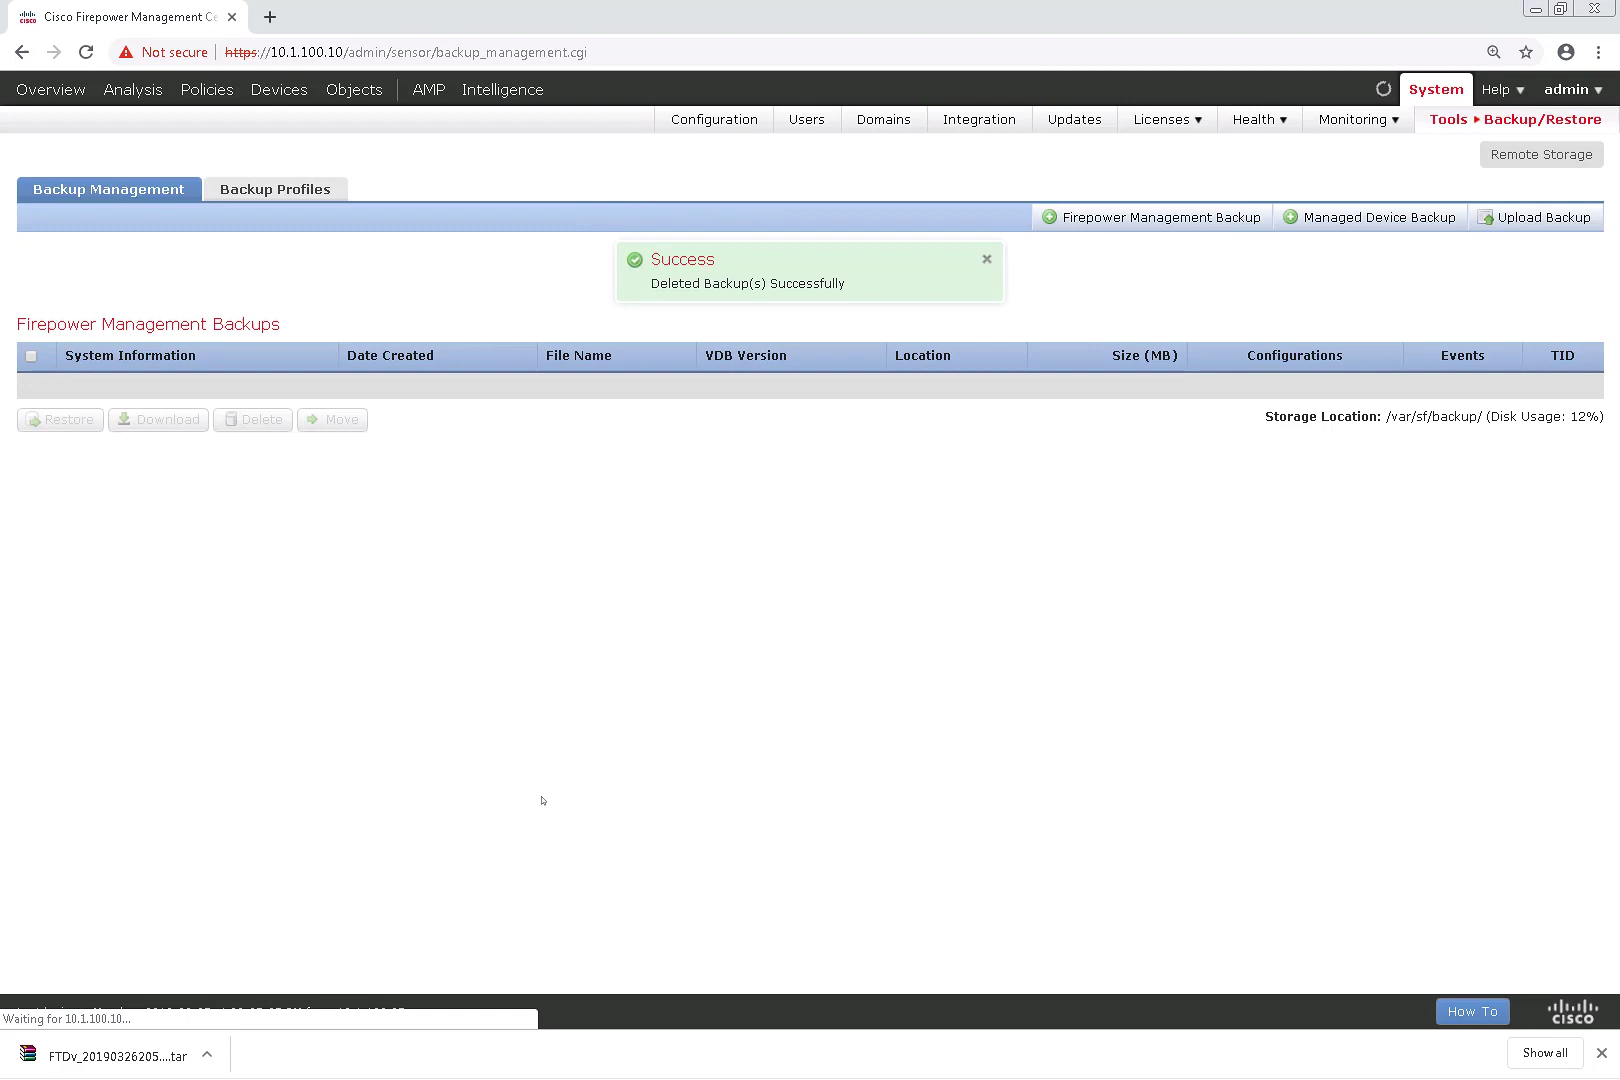 Cisco Firepower Management Ce
Not secure https://10.1.100.10/admin/sensor/backup_management.cgi
Overview Analysis Policies Devices Objects AMP Intelligence System Help admin
Configuration Users Domains Integration Updates Licenses Health Monitoring Tools Backup/Restore
Remote Storage
Backup Management Backup Profiles
Firepower Management Backup Managed Device Backup Upload Backup
Success
Deleted Backup(s) Successfully
Firepower Management Backups
System Information Date Created File Name VDB Version Location Size (MB) Configurations Events TID
Restore Download Delete Move Storage Location: /var/sf/backup/ (Disk Usage: 12%)
How To
CISCO
Waiting for 10.1.100.10...
FTDv_20190326205....tar Show all